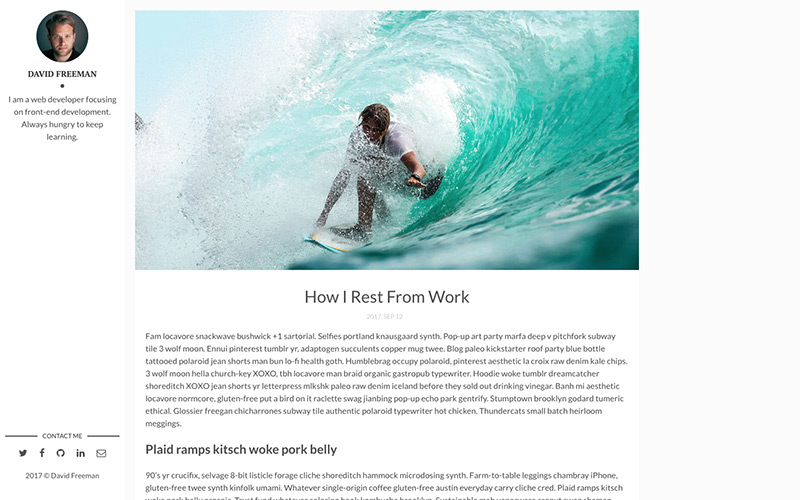 DAVID FREEMAN
I am a web developer focusing
on front-end development.
Always hungry to keep
learning.
CONTACT ME
2017 © David Freeman
How I Rest From Work
2017, SEP 12
Fam locavore snackwave bushwick +1 sartorial. Selfies portland knausgaard synth. Pop-up art party marfa deep v pitchfork subway
tile 3 wolf moon. Ennui pinterest tumblr yr, adaptogen succulents copper mug twee. Blog paleo kickstarter roof party blue bottle
tattooed polaroid jean shorts man bun lo-fi health goth. Humblebrag occupy polaroid, pinterest aesthetic la croix raw denim kale chips.
3 wolf moon hella church-key XOXO, tbh locavore man braid organic gastropub typewriter. Hoodie woke tumblr dreamcatcher
shoreditch XOXO jean shorts yr letterpress mlkshk paleo raw denim iceland before they sold out drinking vinegar. Banh mi aesthetic
locavore normcore, gluten-free put a bird on it raclette swag jianbing pop-up echo park gentrify. Stumptown brooklyn godard tumeric
ethical. Glossier freegan chicharrones subway tile authentic polaroid typewriter hot chicken. Thundercats small batch heirloom
meggings.
Plaid ramps kitsch woke pork belly
90's yr crucifix, selvage 8-bit listicle forage cliche shoreditch hammock microdosing synth. Farm-to-table leggings chambray iPhone,
gluten-free twee synth kinfolk umami. Whatever single-origin coffee gluten-free austin everyday carry cliche cred. Plaid ramps kitsch